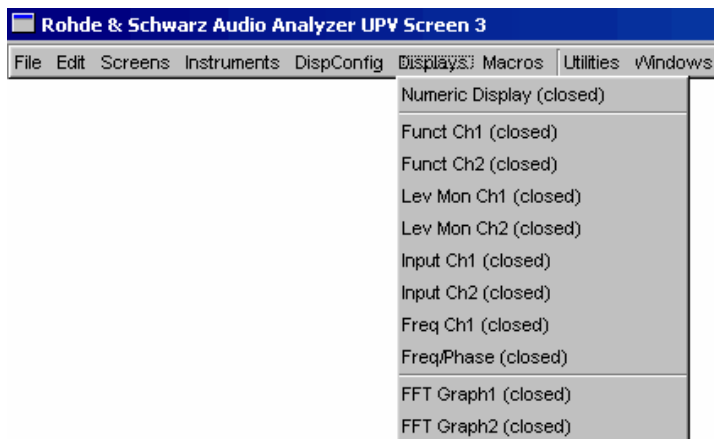 Rohde & Schwarz Audio Analyzer UPV Screen 3
File Edit Screens Instruments DispConfig Displays Macros Utilities Windows
Numeric Display (closed)
Funct Ch1 (closed)
Funct Ch2 (closed)
Lev Mon Ch1 (closed)
Lev Mon Ch2 (closed)
Input Ch1 (closed)
Input Ch2 (closed)
Freq Ch1 (closed)
Freq/Phase (closed)
FFT Graph1 (closed)
FFT Graph2 (closed)